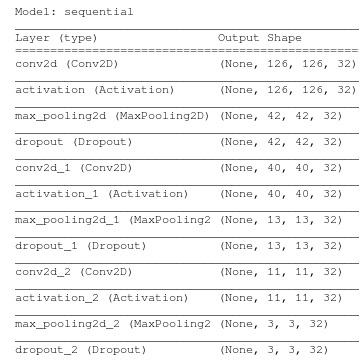 Model: sequential
Layer (type) Output Shape
conv2d (Conv2D) (None, 126, 126, 32)
activation (Activation) (None, 126, 126, 32)
max_pooling2d (MaxPooling2D) (None, 42, 42, 32)
dropout (Dropout) (None, 42, 42, 32)
conv2d_1 (Conv2D) (None, 40, 40, 32)
activation_1 (Activation) (None, 40, 40, 32)
max_pooling2d_1 (MaxPooling2 (None, 13, 13, 32)
dropout_1 (Dropout) (None, 13, 13, 32)
conv2d_2 (Conv2D) (None, 11, 11, 32)
activation_2 (Activation) (None, 11, 11, 32)
max_pooling2d_2 (MaxPooling2 (None, 3, 3, 32)
dropout_2 (Dropout) (None, 3, 3, 32)